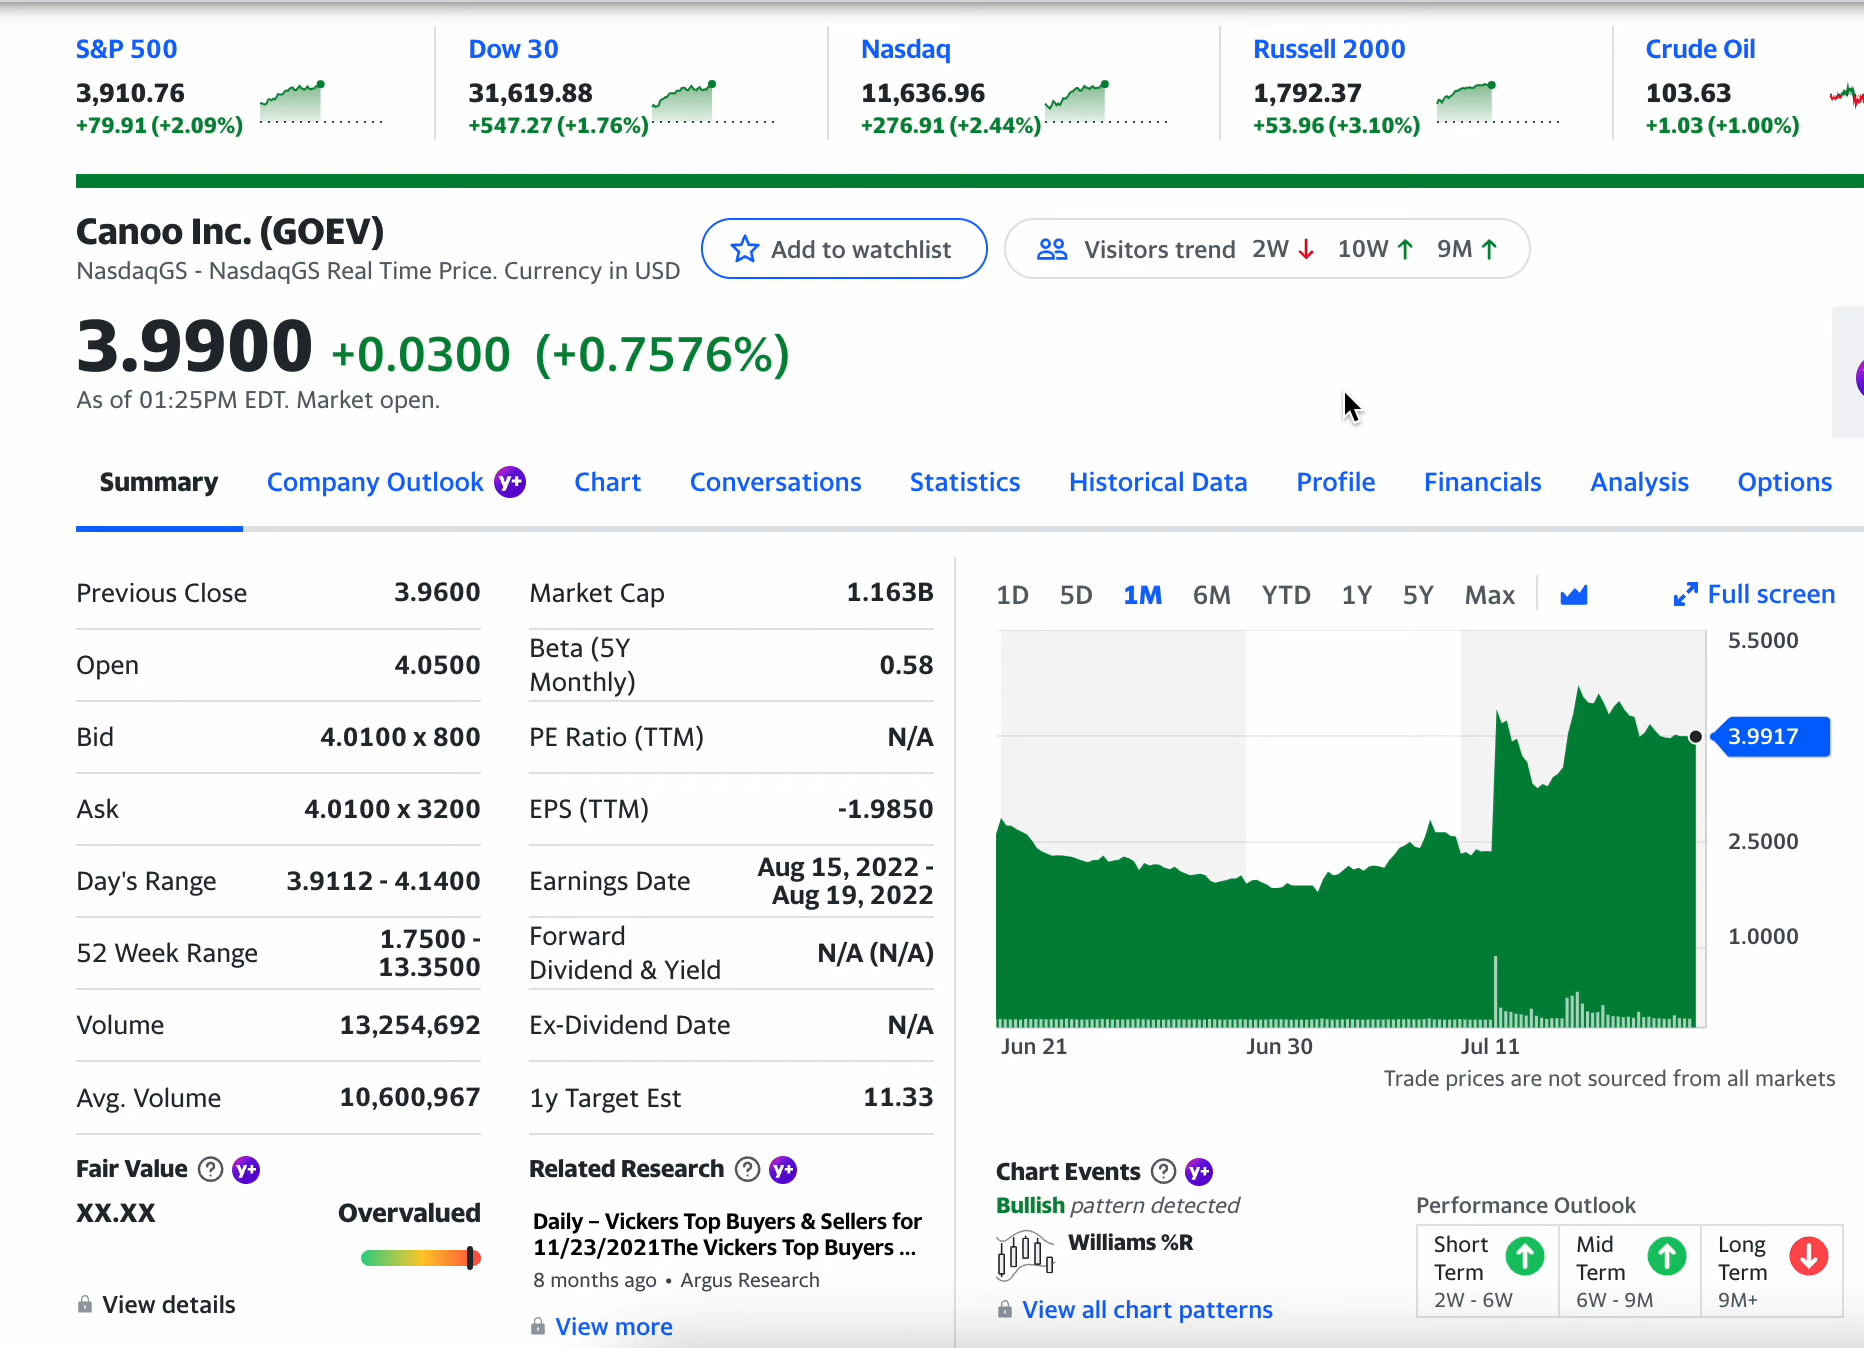 S&P 500
3,910.76
+79.91 (+2.09%)
Dow 30
31,619.88
+547.27 (+1.76%)
Nasdaq
11,636.96
+276.91 (+2.44%)
Russell 2000
1,792.37
+53.96 (+3.10%)
Crude Oil
103.63
+1.03 (+1.00%)
Canoo Inc. (GOEV)
NasdaqGS - NasdaqGS Real Time Price. Currency in USD
Add to watchlist
Visitors trend 2W 10W 9M
3.9900 +0.0300 (+0.7576%)
As of 01:25PM EDT. Market open.
Summary Company Outlook y+ Chart Conversations Statistics Historical Data Profile Financials Analysis Options
Previous Close 3.9600
Open 4.0500
Bid 4.0100 x 800
Ask 4.0100 x 3200
Day's Range 3.9112 - 4.1400
52 Week Range 1.7500 -
13.3500
Volume 13,254,692
Avg. Volume 10,600,967
Market Cap 1.163B
Beta (5Y
Monthly) 0.58
PE Ratio (TTM) N/A
EPS (TTM) -1.9850
Earnings Date Aug 15, 2022 -
Aug 19, 2022
Forward
Dividend & Yield N/A (N/A)
Ex-Dividend Date N/A
1y Target Est 11.33
1D 5D 1M 6M YTD 1Y 5Y Max Full screen
5.5000
3.9917
2.5000
1.0000
Jun 21 Jun 30 Jul 11
Trade prices are not sourced from all markets
Fair Value ? y+
XX.XX Overvalued
View details
Related Research ? y+
Daily – Vickers Top Buyers & Sellers for
11/23/2021The Vickers Top Buyers ...
8 months ago • Argus Research
View more
Chart Events ? y+
Bullish pattern detected
Williams %R
View all chart patterns
Performance Outlook
Short
Term
2W - 6W
Mid
Term
6W - 9M
Long
Term
9M+